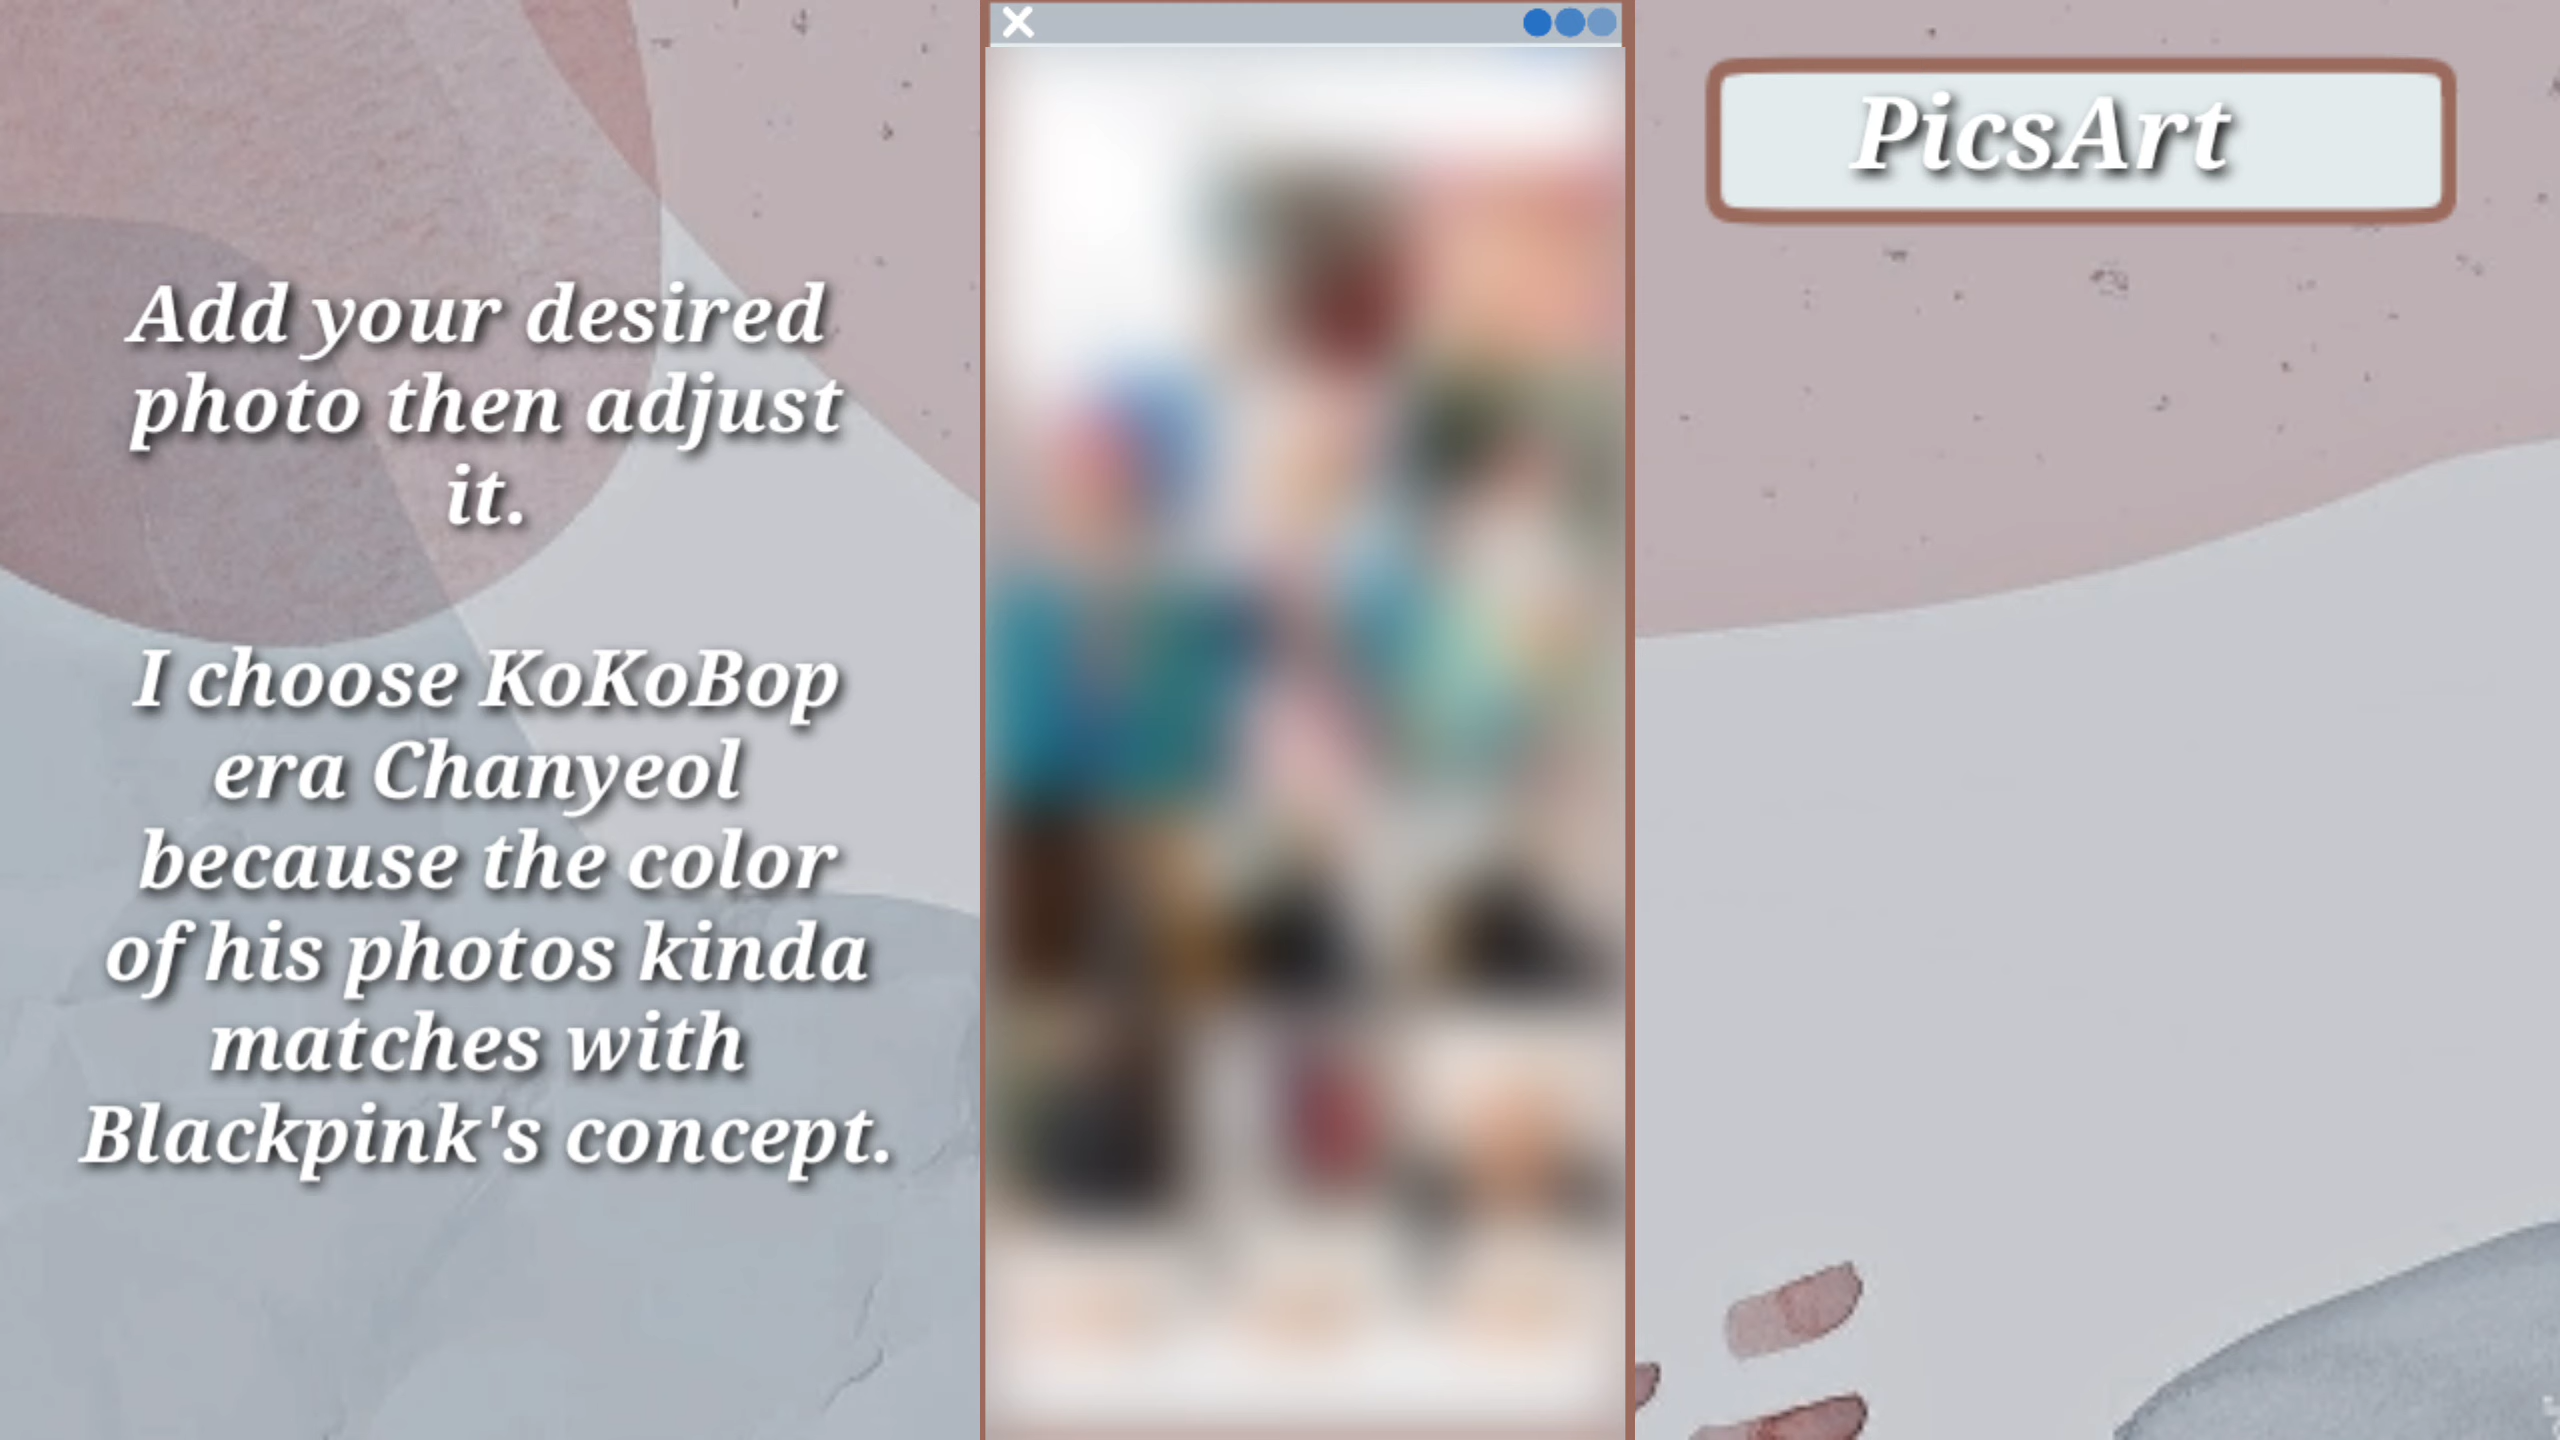 Add your desired
photo then adjust
it.
I choose KoKoBop
era Chanyeol
because the color
of his photos kinda
matches with
Blackpink's concept.
PicsArt